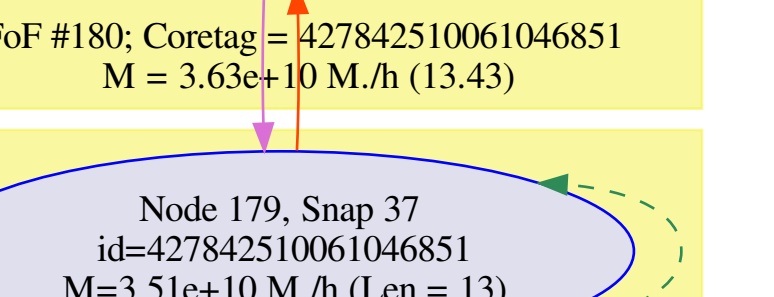 FoF #180; Coretag = 427842510061046851
M = 3.63e+10 M./h (13.43)
Node 179, Snap 37
id=427842510061046851
M=3.51e+10 M./h (Len = 13)